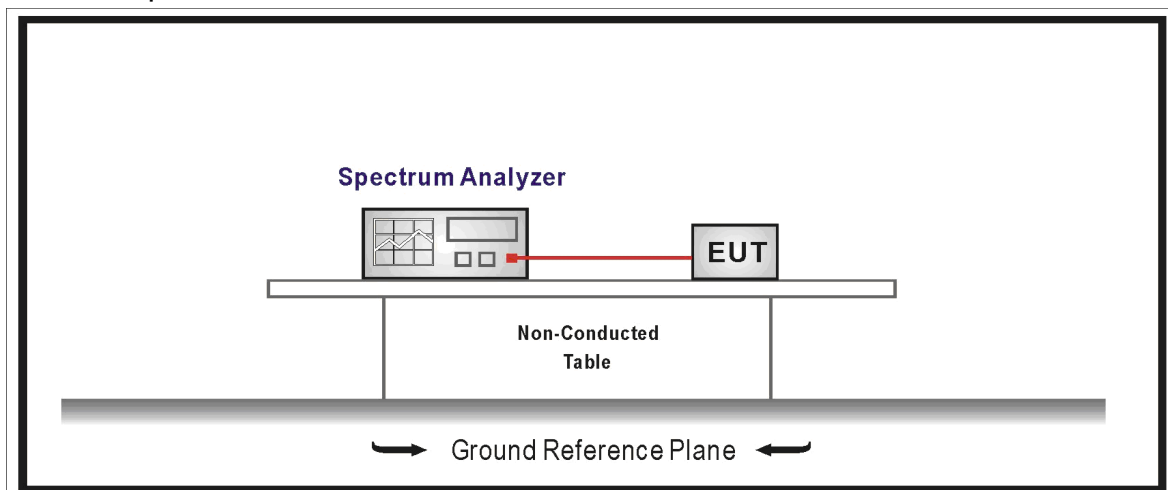 Spectrum Analyzer
EUT
Non-Conducted
Table
Ground Reference Plane